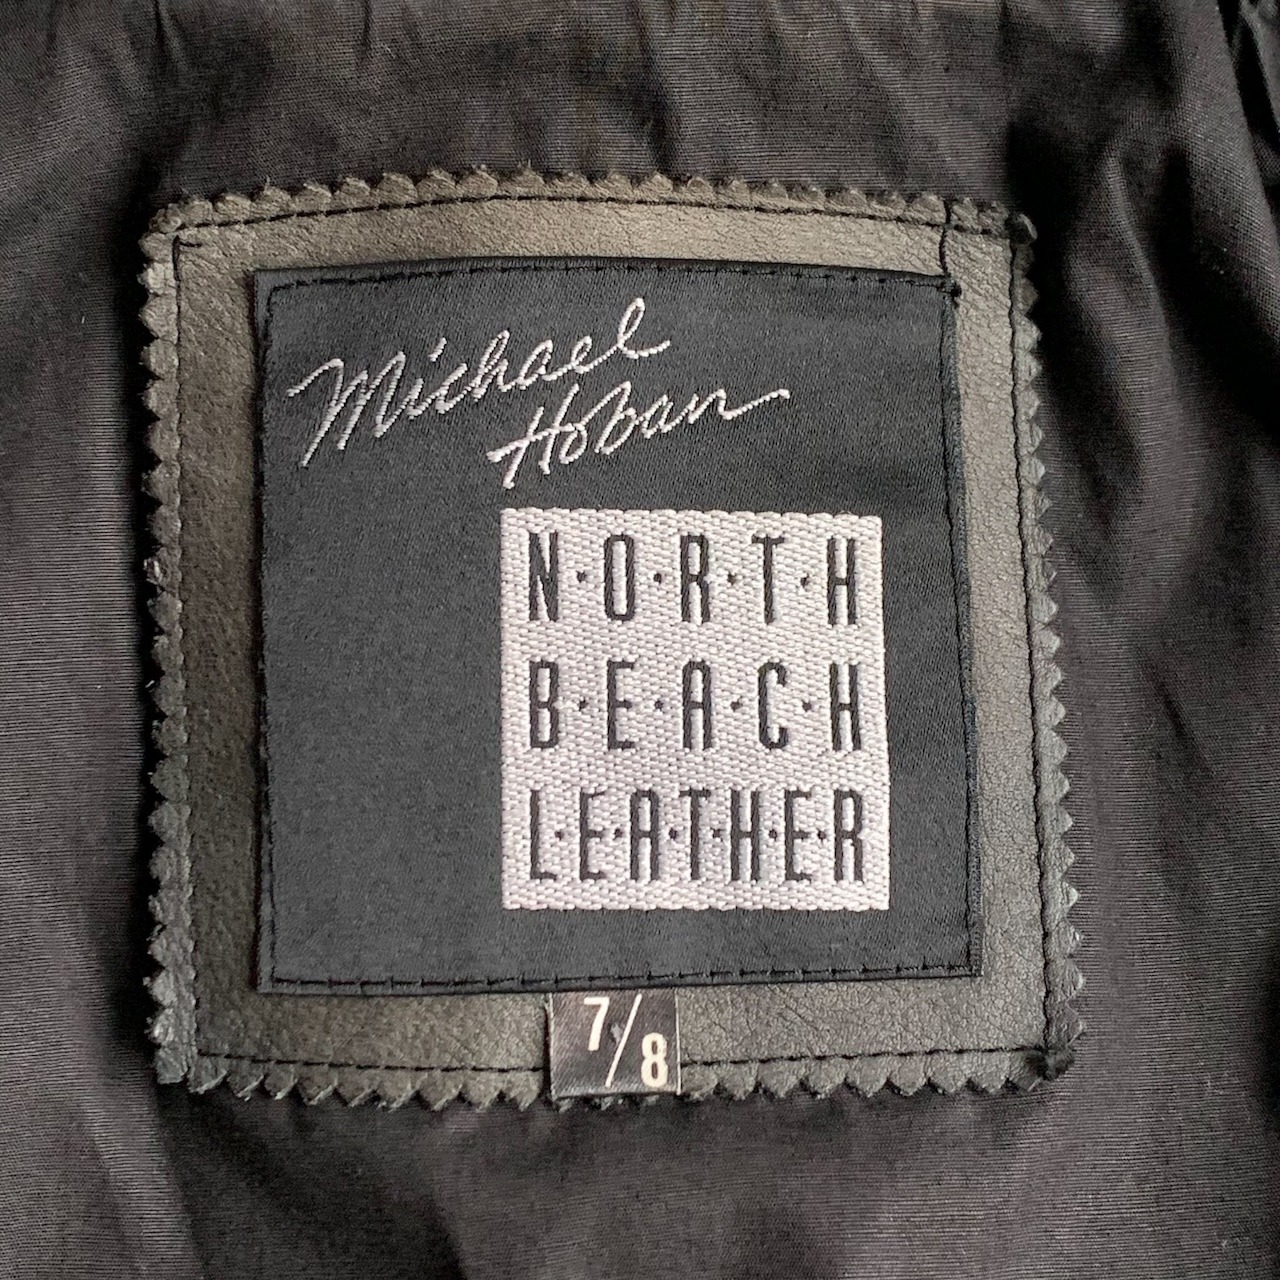 Michael
Hoban
N·O·R·T·H
B·E·A·C·H
L·E·A·T·H·E·R
7/8